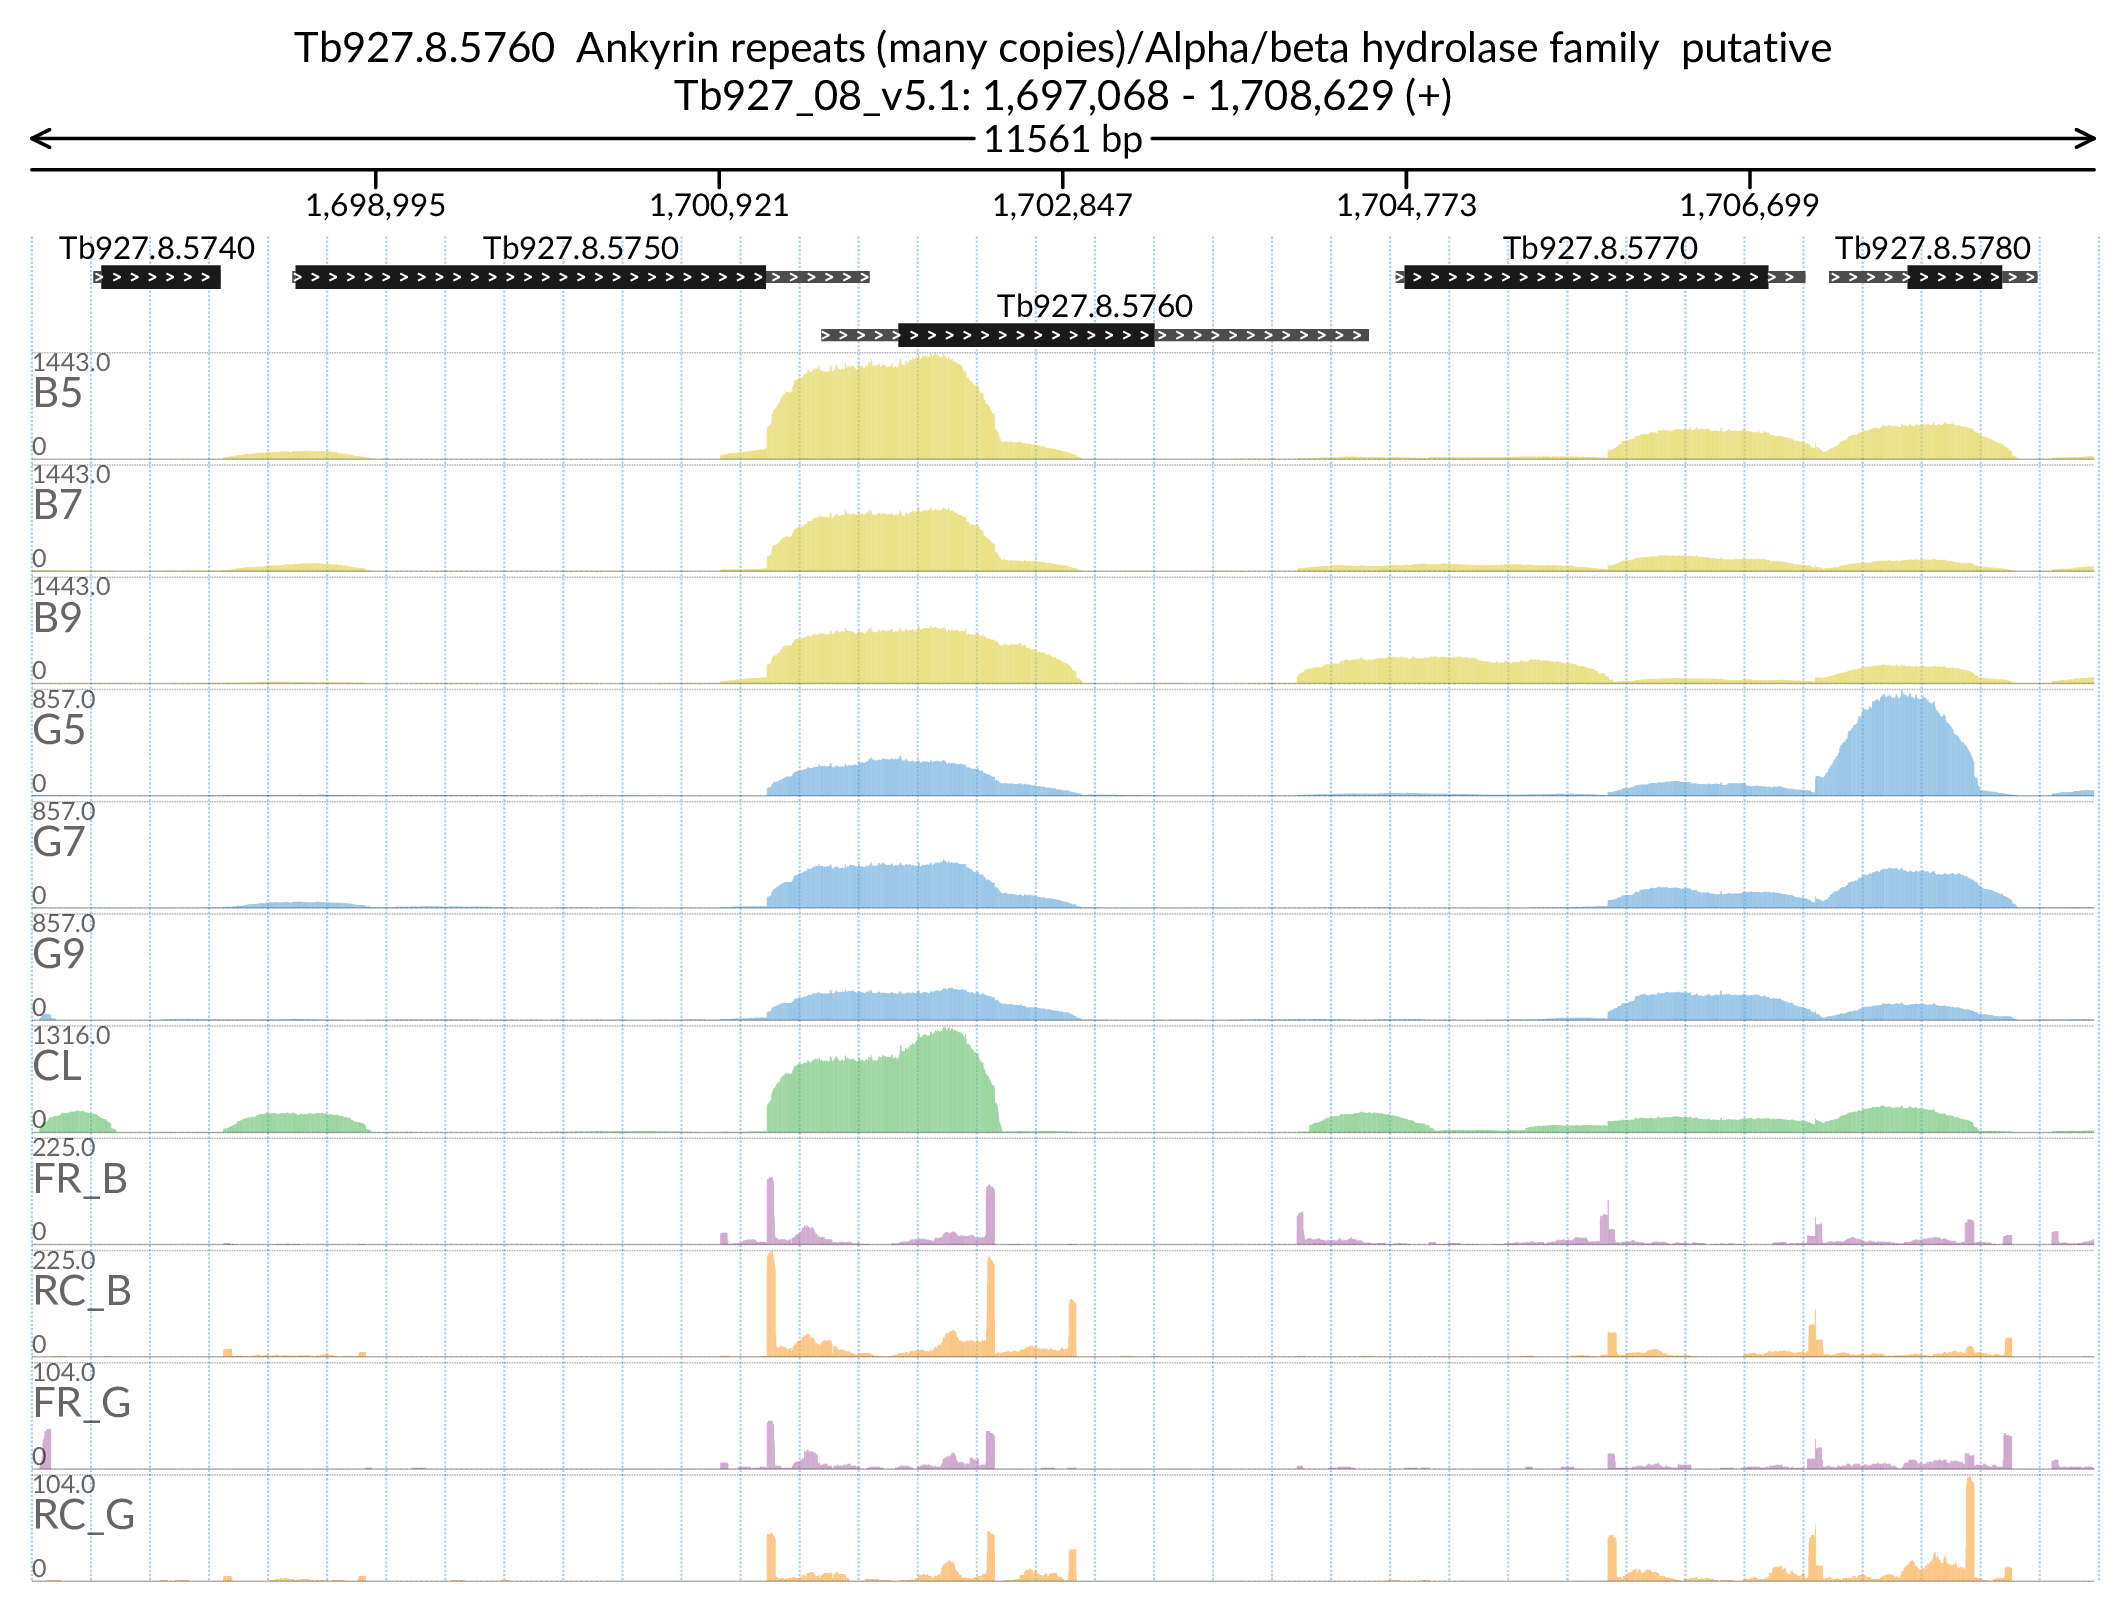 Tb927.8.5760  Ankyrin repeats (many copies)/Alpha/beta hydrolase family  putative
Tb927_08_v5.1: 1,697,068 - 1,708,629 (+)
11561 bp
1,698,995 1,700,921 1,702,847 1,704,773 1,706,699
Tb927.8.5740 Tb927.8.5750 Tb927.8.5770 Tb927.8.5780
Tb927.8.5760
1443.0
B5
0
1443.0
B7
0
1443.0
B9
0
857.0
G5
0
857.0
G7
0
857.0
G9
0
1316.0
CL
0
225.0
FR_B
0
225.0
RC_B
0
104.0
FR_G
0
104.0
RC_G
0